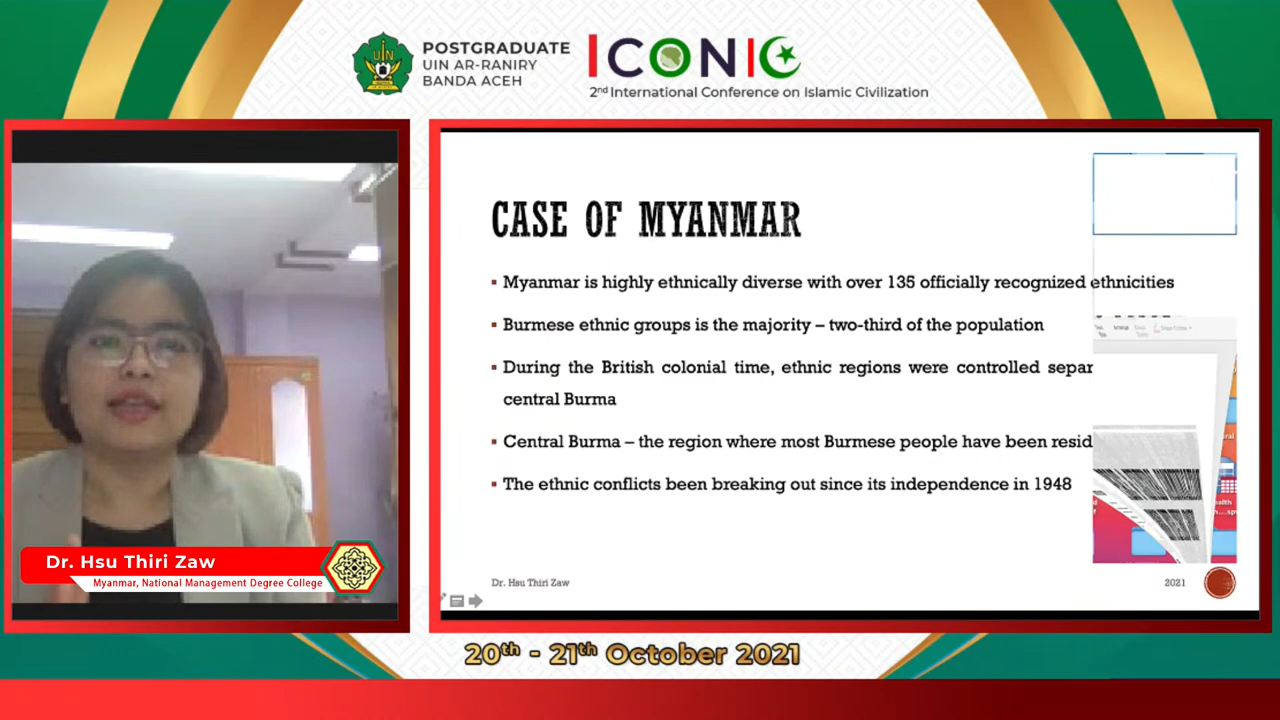 POSTGRADUATE
UIN AR-RANIRY
BANDA ACEH
UIN
ICONIC
2nd International Conference on Islamic Civilization
CASE OF MYANMAR
▪ Myanmar is highly ethnically diverse with over 135 officially recognized ethnicities
▪ Burmese ethnic groups is the majority – two-third of the population
▪ During the British colonial time, ethnic regions were controlled separ
central Burma
▪ Central Burma – the region where most Burmese people have been resid
▪ The ethnic conflicts been breaking out since its independence in 1948
Dr. Hsu Thiri Zaw
2021
Dr. Hsu Thiri Zaw
Myanmar, National Management Degree College
20th - 21th October 2021